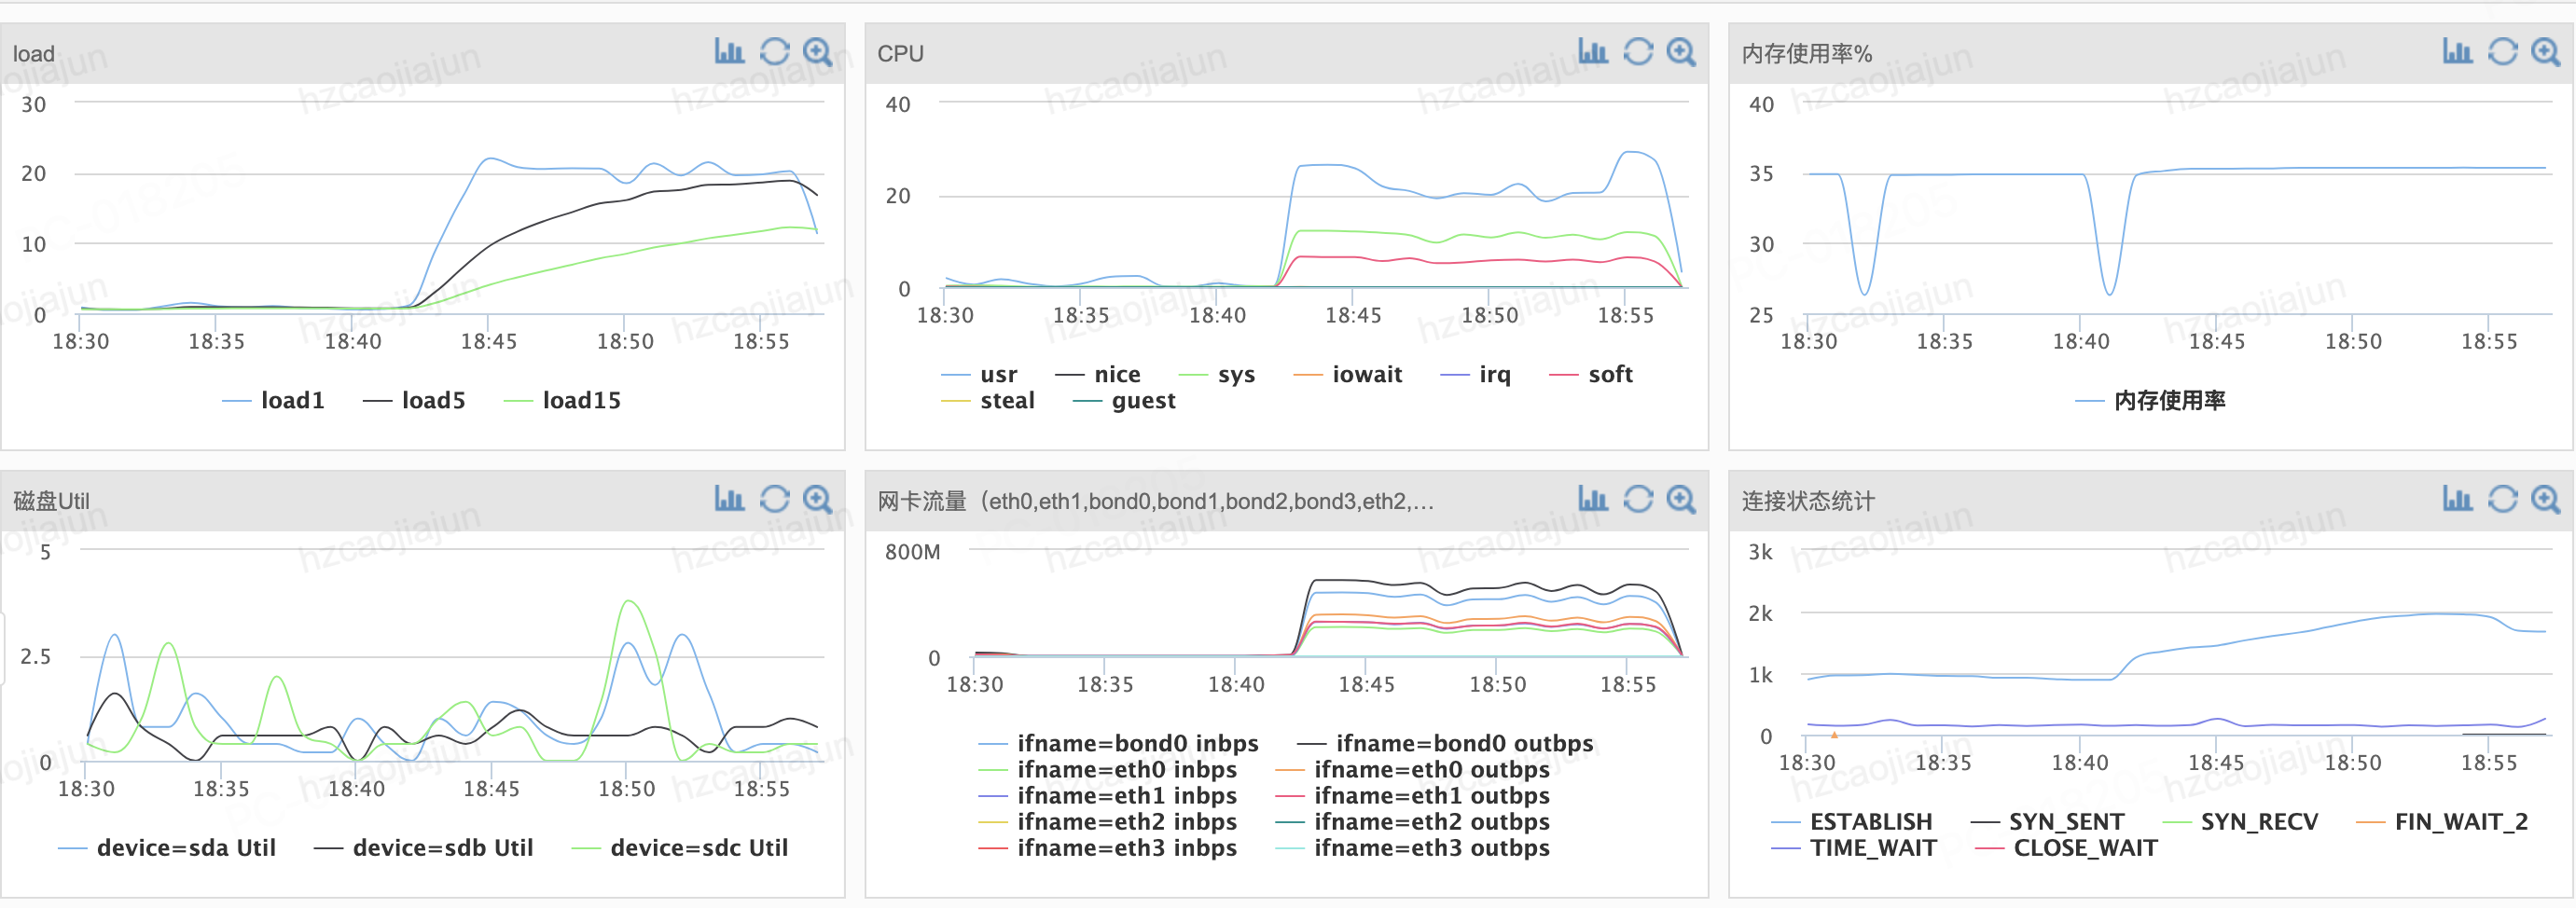 load
30
20
10
0
18:30 18:35 18:40 18:45 18:50 18:55
load1 load5 load15
CPU
40
20
0
18:30 18:35 18:40 18:45 18:50 18:55
usr nice sys iowait irq soft
steal guest
内存使用率%
40
35
30
25
18:30 18:35 18:40 18:45 18:50 18:55
内存使用率
磁盘Util
5
2.5
0
18:30 18:35 18:40 18:45 18:50 18:55
device=sda Util device=sdb Util device=sdc Util
网卡流量（eth0,eth1,bond0,bond1,bond2,bond3,eth2,...
800M
0
18:30 18:35 18:40 18:45 18:50 18:55
ifname=bond0 inbps ifname=bond0 outbps
ifname=eth0 inbps ifname=eth0 outbps
ifname=eth1 inbps ifname=eth1 outbps
ifname=eth2 inbps ifname=eth2 outbps
ifname=eth3 inbps ifname=eth3 outbps
连接状态统计
3k
2k
1k
0
18:30 18:35 18:40 18:45 18:50 18:55
ESTABLISH SYN_SENT SYN_RECV FIN_WAIT_2
TIME_WAIT CLOSE_WAIT
hzcaojiajun
PC-018205